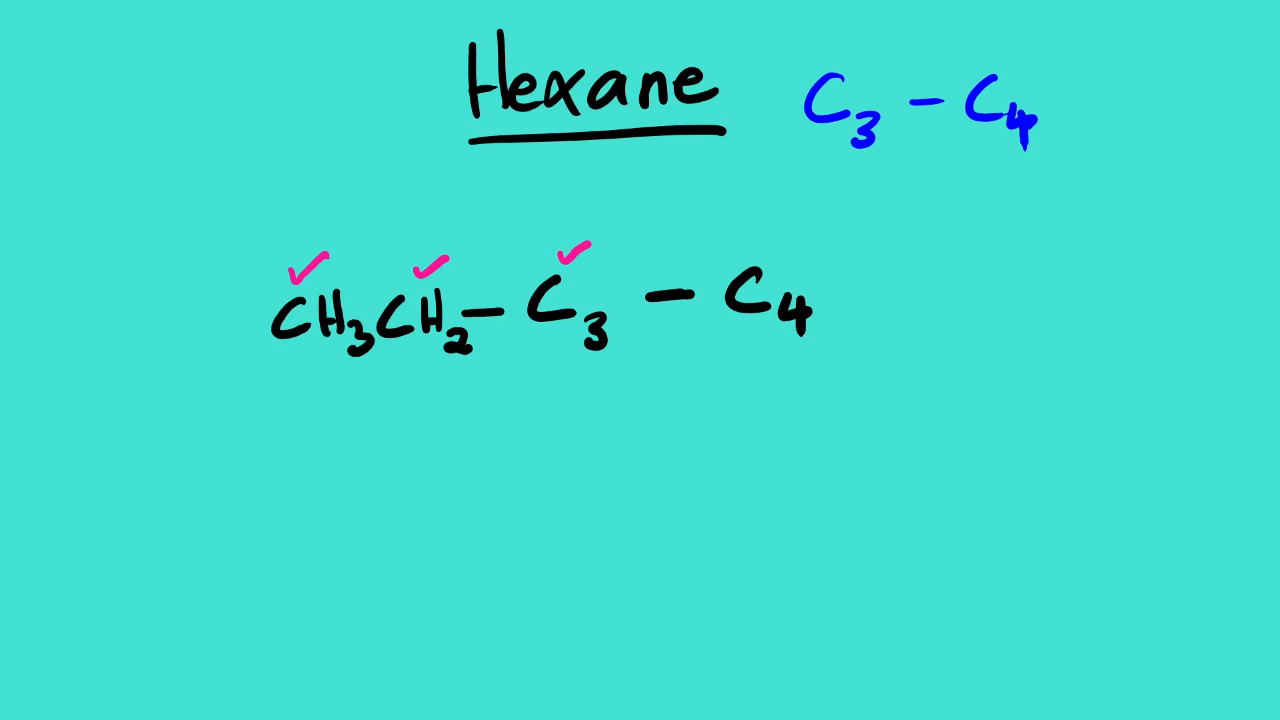 Hexane C₃ - C₄
CH₃CH₂ - C₃ - C₄